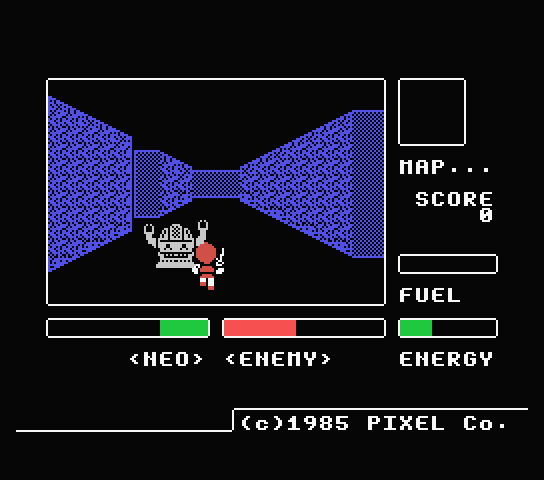 MAP...
SCORE
0
FUEL
<NEO> <ENEMY> ENERGY
(c)1985 PIXEL Co.